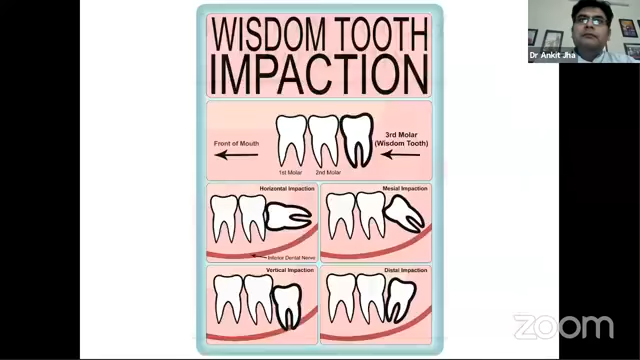 WISDOM TOOTH
IMPACTION
Front of Mouth
3rd Molar
(Wisdom Tooth)
1st Molar
2nd Molar
Horizontal Impaction
Mesial Impaction
Inferior Dental Nerve
Vertical Impaction
Distal Impaction
Dr Ankit Jha
zoom